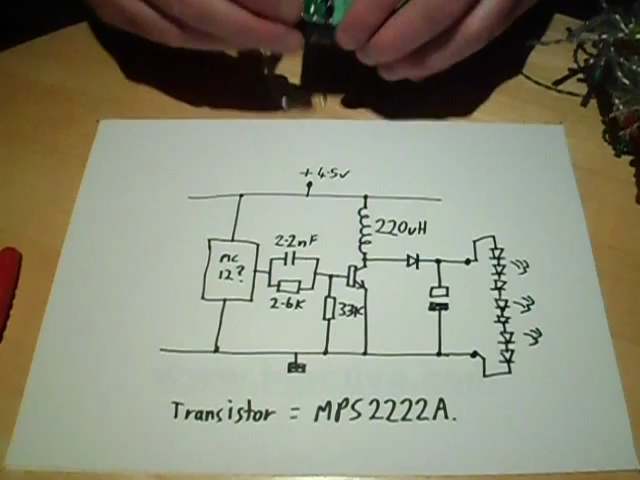 +4.5v
220uH
2.2nF
nc
12?
2.6K
33K
Transistor = MPS2222A.